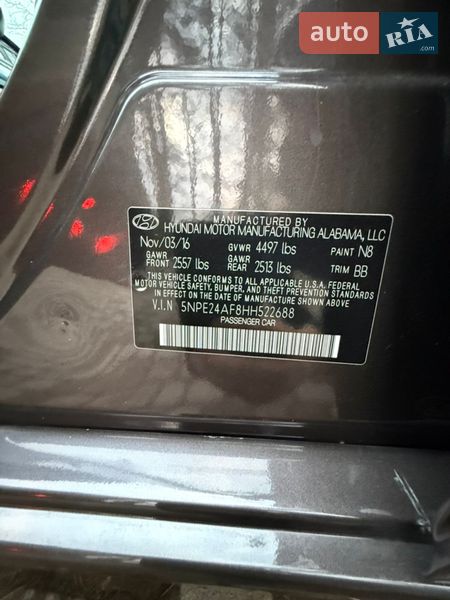 auto RIA
.com
MANUFACTURED BY
HYUNDAI MOTOR MANUFACTURING ALABAMA, LLC
Nov/03/16 GVWR 4497 lbs PAINT N8
GAWR FRONT 2557 lbs GAWR REAR 2513 lbs TRIM BB
THIS VEHICLE CONFORMS TO ALL APPLICABLE U.S.A. FEDERAL
MOTOR VEHICLE SAFETY, BUMPER, AND THEFT PREVENTION STANDARDS
IN EFFECT ON THE DATE OF MANUFACTURE SHOWN ABOVE.
V.I.N 5NPE24AF8HH522688
PASSENGER CAR